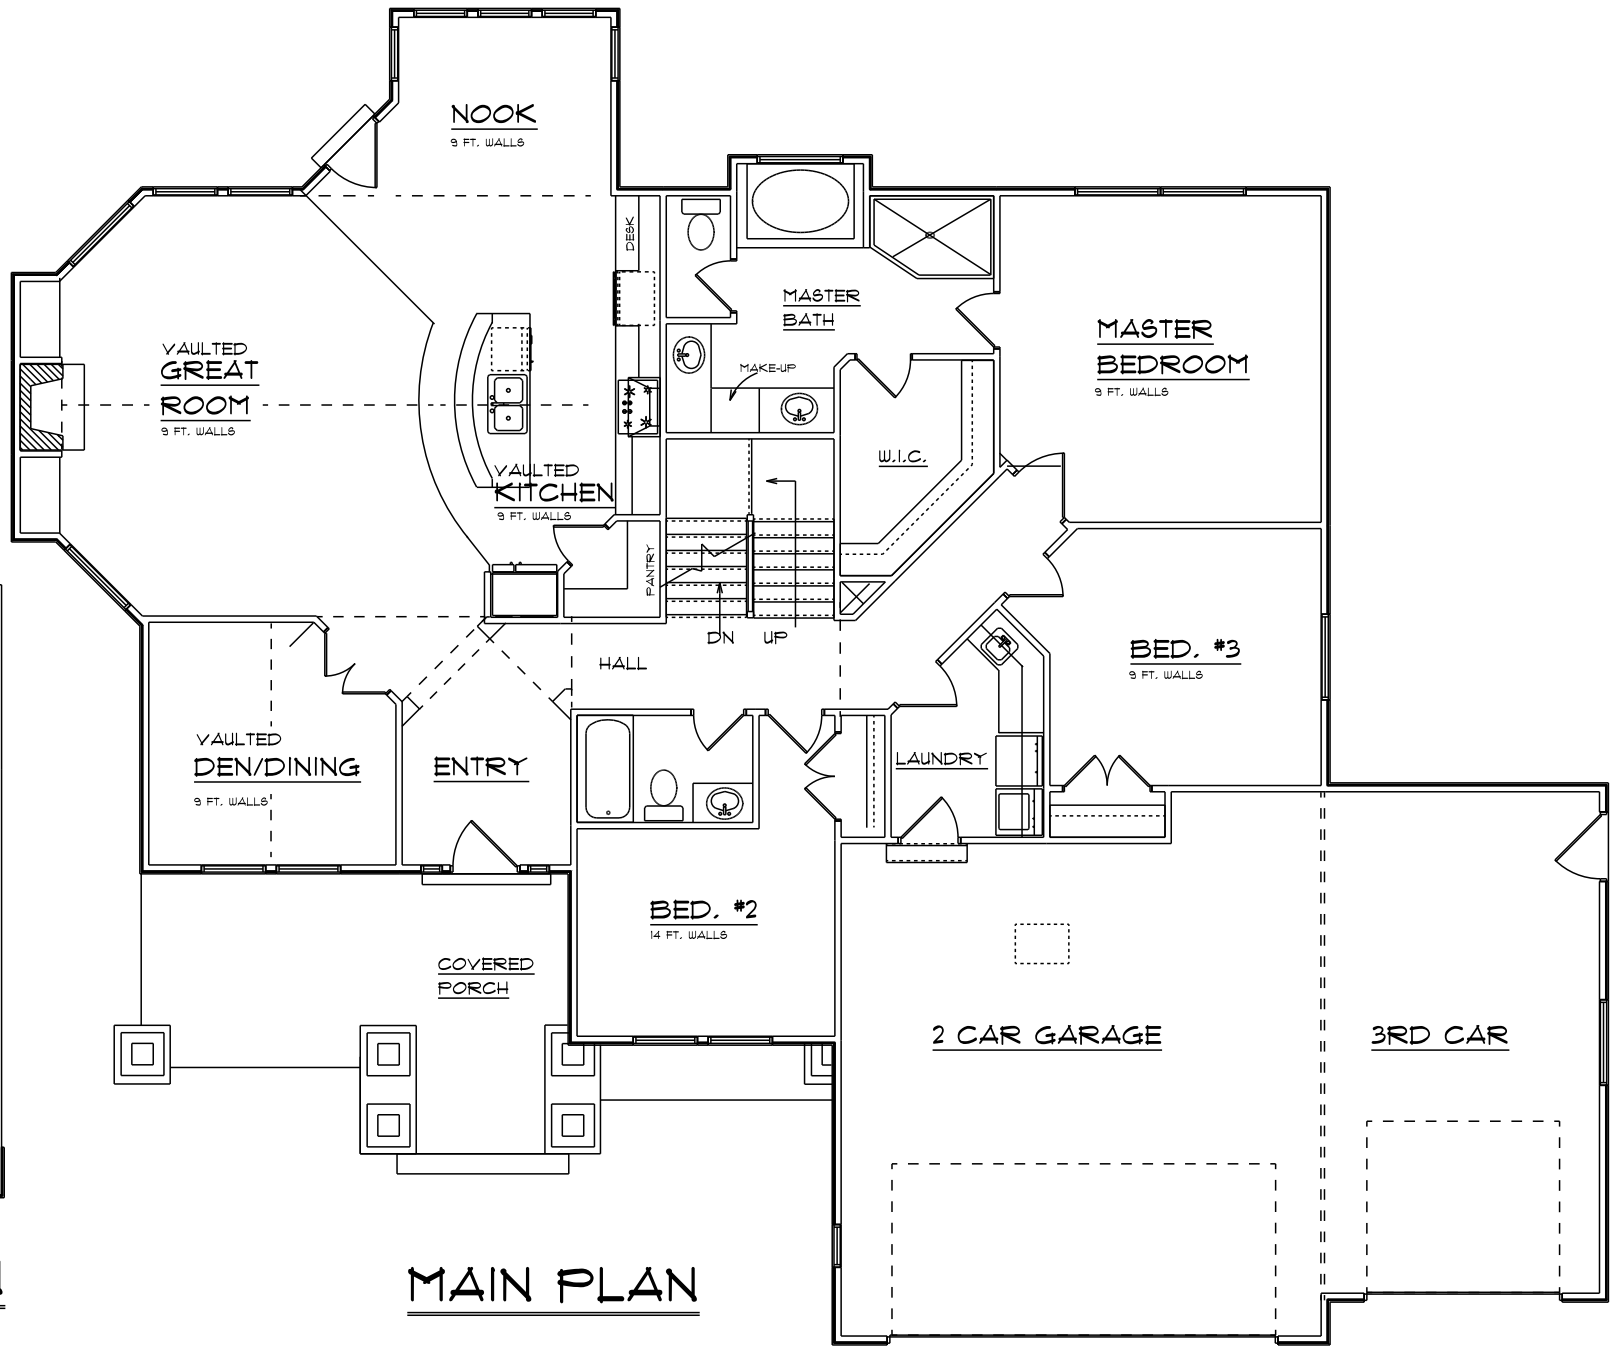 NOOK
9 FT. WALLS
DESK
MASTER
BATH
MAKE-UP
MASTER
BEDROOM
9 FT. WALLS
VAULTED
GREAT
ROOM
9 FT. WALLS
W.I.C.
VAULTED
KITCHEN
9 FT. WALLS
PANTRY
DN
UP
HALL
BED. #3
9 FT. WALLS
VAULTED
DEN/DINING
9 FT. WALLS
ENTRY
LAUNDRY
BED. #2
14 FT. WALLS
COVERED
PORCH
2 CAR GARAGE
3RD CAR
MAIN PLAN